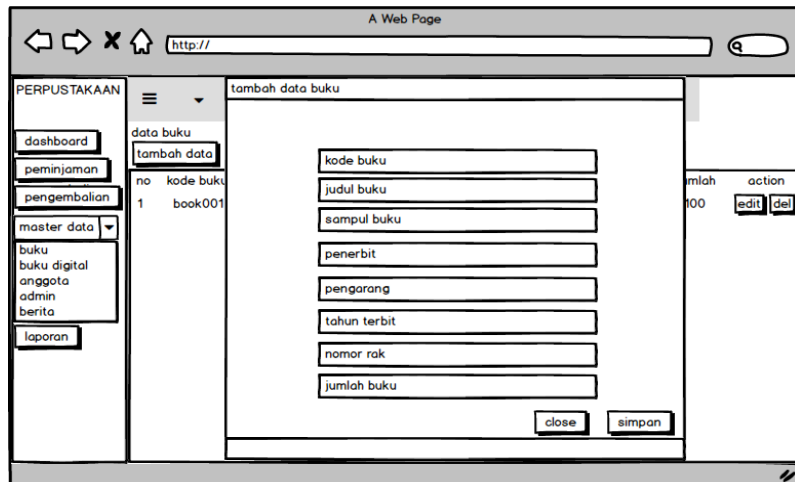 A Web Page
http://
PERPUSTAKAAN
dashboard
peminjaman
pengembalian
master data
buku
buku digital
anggota
admin
berita
laporan
data buku
tambah data
no kode buku
1 book001
tambah data buku
kode buku
judul buku
sampul buku
penerbit
pengarang
tahun terbit
nomor rak
jumlah buku
close simpan
mlah action
100 edit del